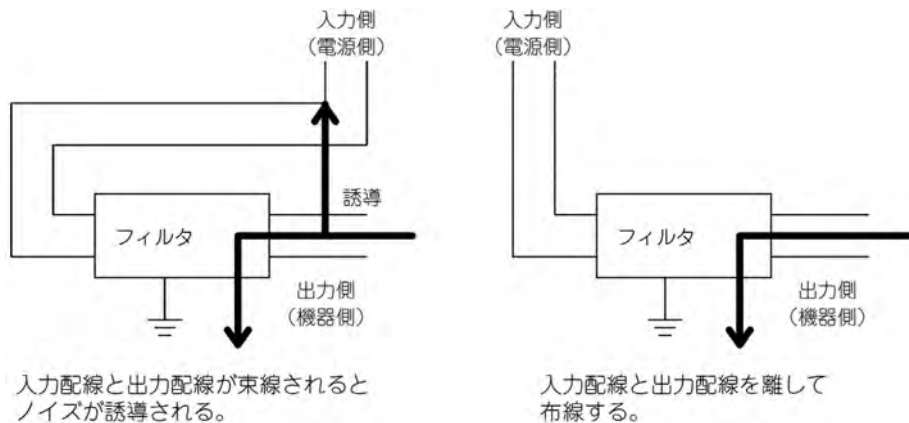 入力側
（電源側）
誘導
フィルタ
出力側
（機器側）
入力配線と出力配線が束線されると
ノイズが誘導される。
入力側
（電源側）
フィルタ
出力側
（機器側）
入力配線と出力配線を離して
布線する。